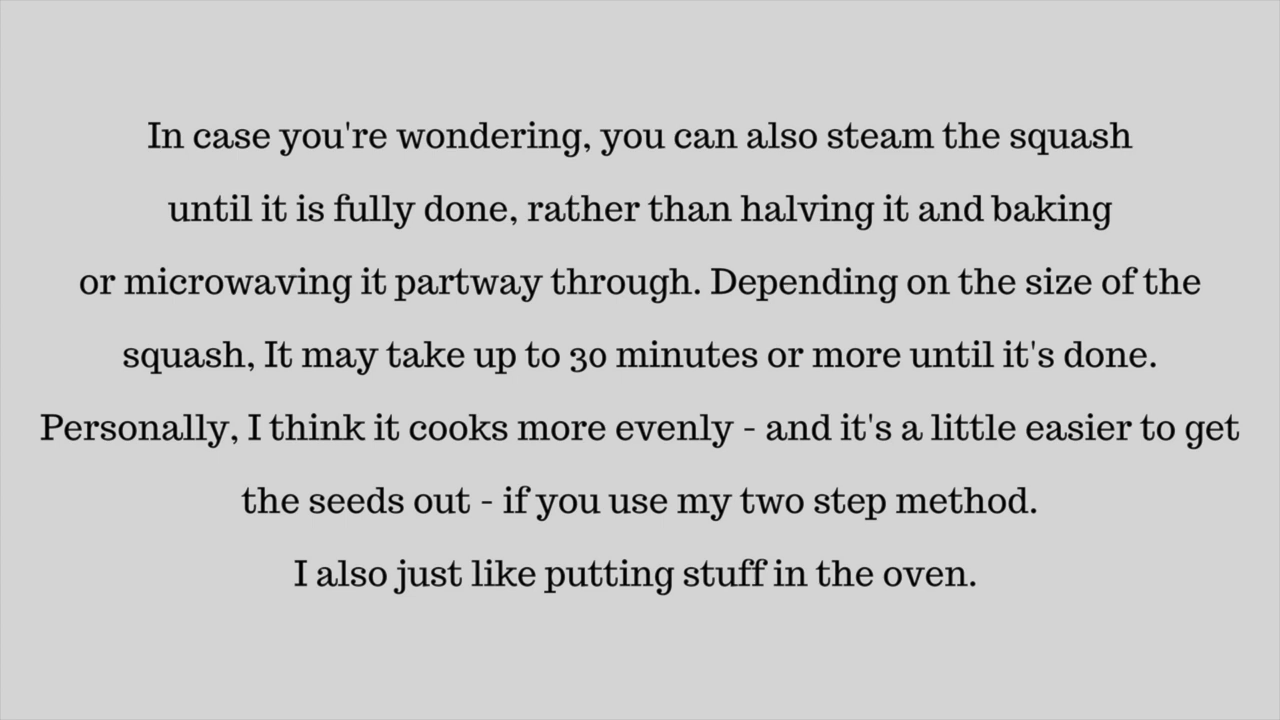 In case you're wondering, you can also steam the squash
until it is fully done, rather than halving it and baking
or microwaving it partway through. Depending on the size of the
squash, It may take up to 30 minutes or more until it's done.
Personally, I think it cooks more evenly - and it's a little easier to get
the seeds out - if you use my two step method.
I also just like putting stuff in the oven.